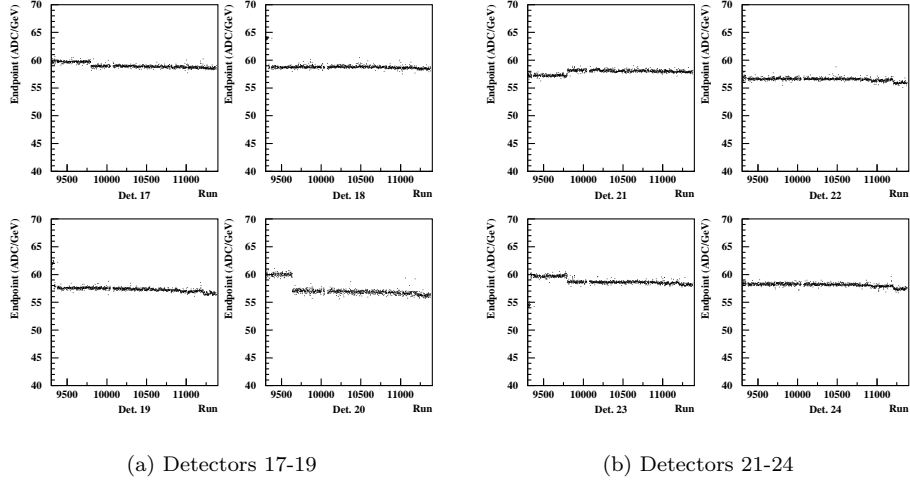 Endpoint (ADC/GeV)
70
65
60
55
50
45
40
9500 10000 10500 11000
Det. 17 Run
Endpoint (ADC/GeV)
70
65
60
55
50
45
40
9500 10000 10500 11000
Det. 18 Run
Endpoint (ADC/GeV)
70
65
60
55
50
45
40
9500 10000 10500 11000
Det. 19 Run
Endpoint (ADC/GeV)
70
65
60
55
50
45
40
9500 10000 10500 11000
Det. 20 Run
(a) Detectors 17-19
Endpoint (ADC/GeV)
70
65
60
55
50
45
40
9500 10000 10500 11000
Det. 21 Run
Endpoint (ADC/GeV)
70
65
60
55
50
45
40
9500 10000 10500 11000
Det. 22 Run
Endpoint (ADC/GeV)
70
65
60
55
50
45
40
9500 10000 10500 11000
Det. 23 Run
Endpoint (ADC/GeV)
70
65
60
55
50
45
40
9500 10000 10500 11000
Det. 24 Run
(b) Detectors 21-24